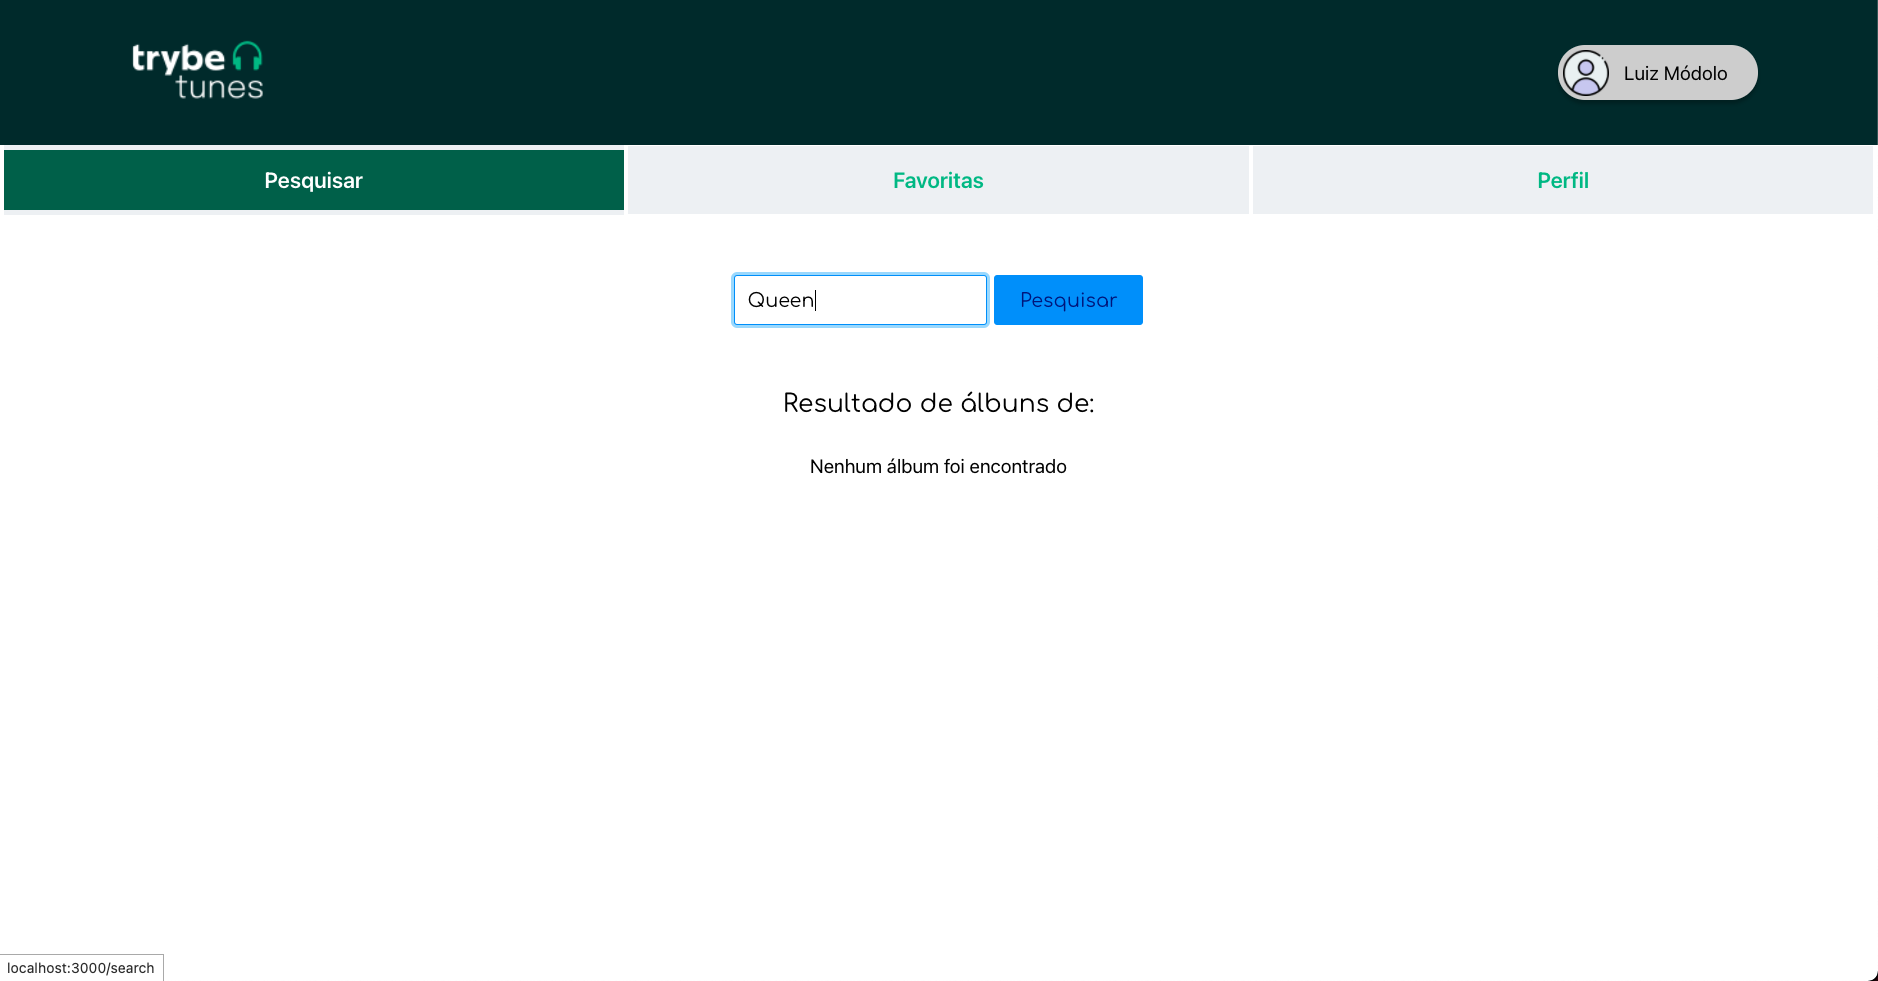 trybe
tunes
Luiz Módolo
Pesquisar
Favoritas
Perfil
Queen
Pesquisar
Resultado de álbuns de:
Nenhum álbum foi encontrado
localhost:3000/search